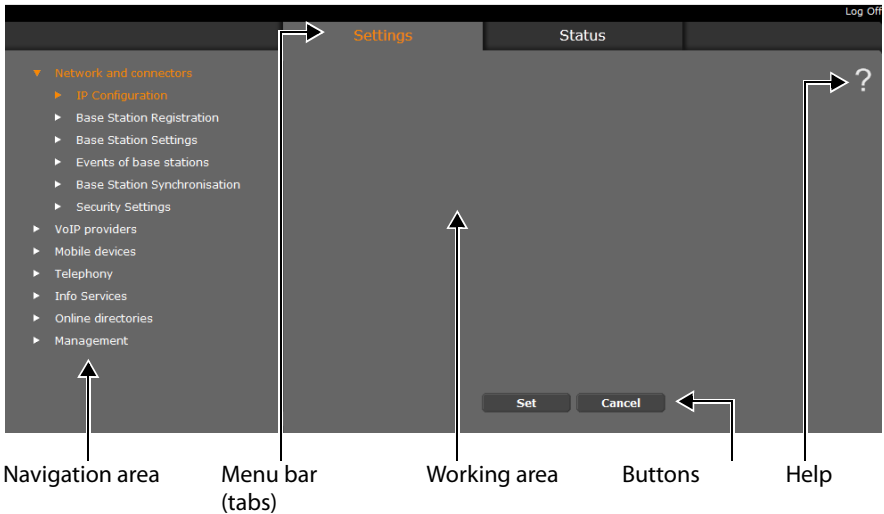 Log Off
Settings
Status
Network and connectors
IP Configuration
Base Station Registration
Base Station Settings
Events of base stations
Base Station Synchronisation
Security Settings
VoIP providers
Mobile devices
Telephony
Info Services
Online directories
Management
?
Set
Cancel
Navigation area
Menu bar
(tabs)
Working area
Buttons
Help